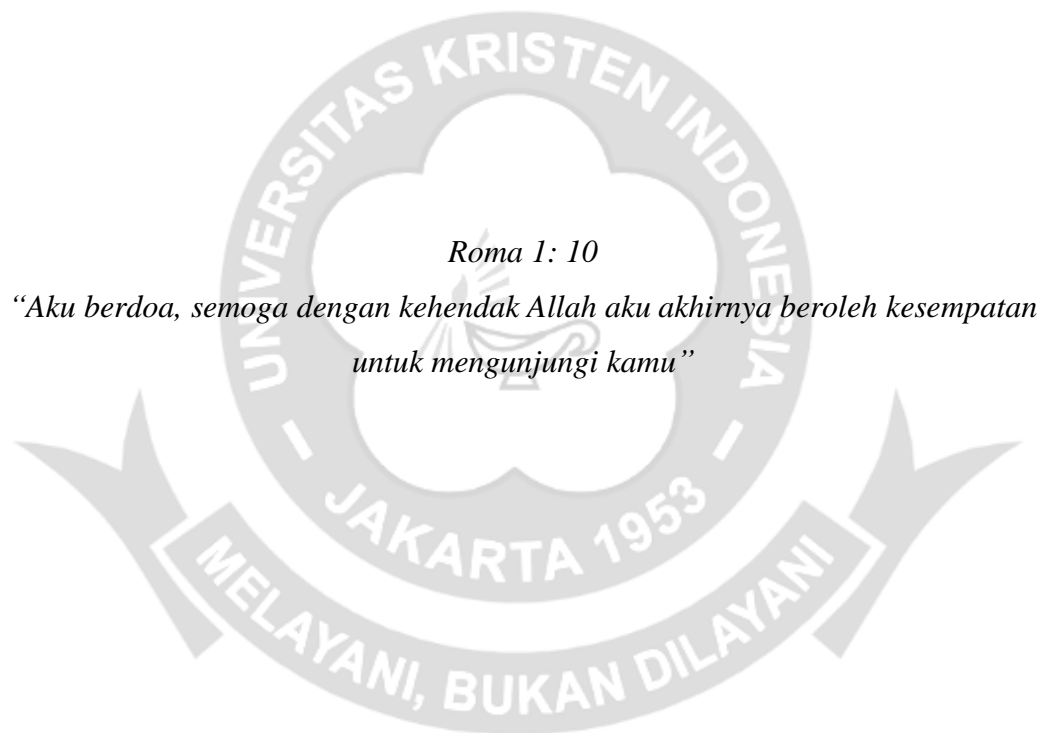 UNIVERSITAS KRISTEN INDONESIA
Roma 1: 10
“Aku berdoa, semoga dengan kehendak Allah aku akhirnya beroleh kesempatan
untuk mengunjungi kamu”
JAKARTA 1953
MELAYANI, BUKAN DILAYANI